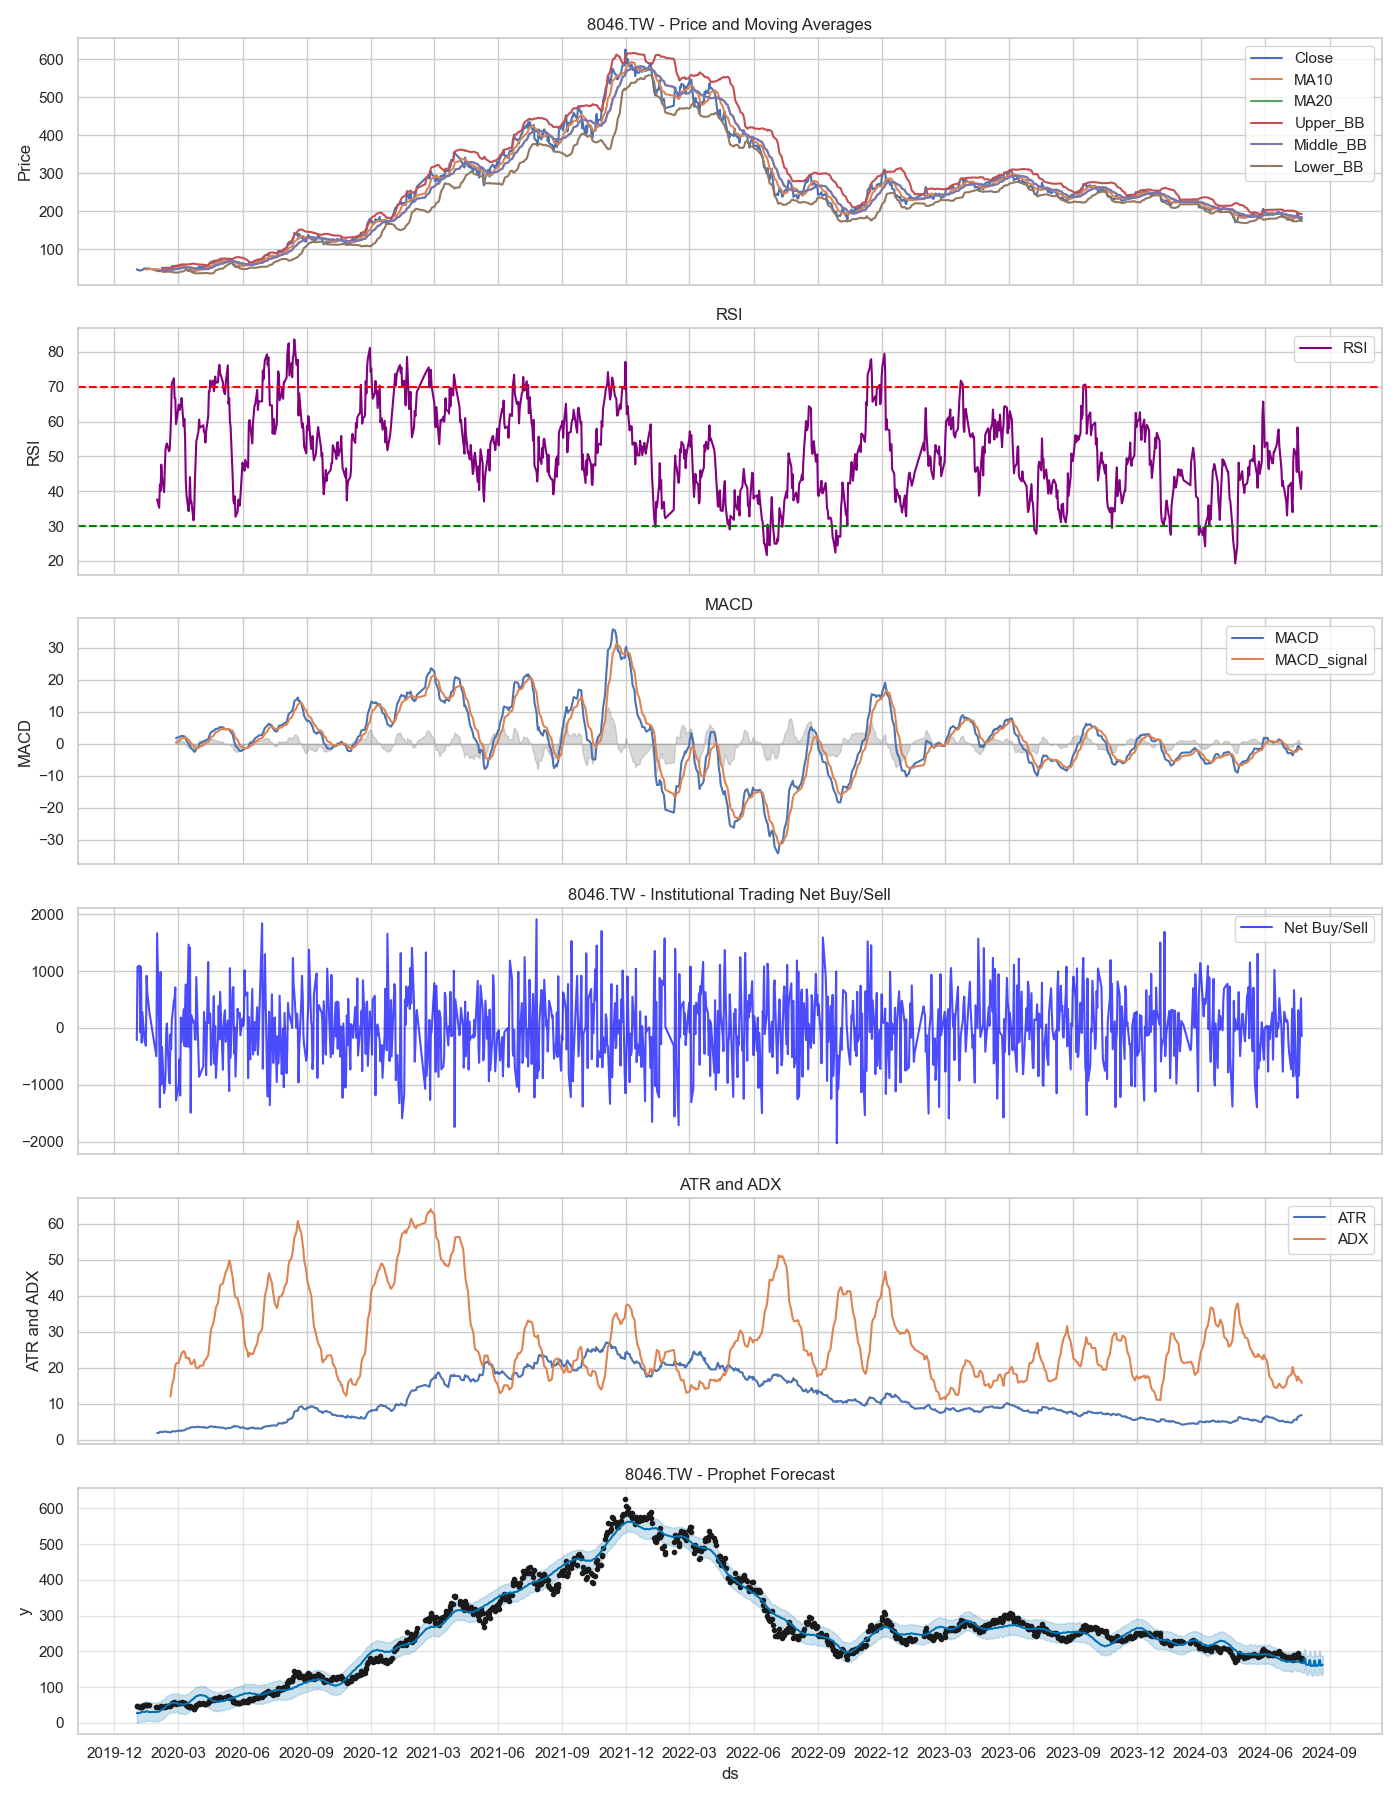 8046.TW - Price and Moving Averages
Price
600
500
400
300
200
100
Close
MA10
MA20
Upper_BB
Middle_BB
Lower_BB
RSI
RSI
80
70
60
50
40
30
20
RSI
MACD
MACD
30
20
10
0
−10
−20
−30
MACD
MACD_signal
8046.TW - Institutional Trading Net Buy/Sell
2000
1000
0
−1000
−2000
Net Buy/Sell
ATR and ADX
ATR and ADX
60
50
40
30
20
10
0
ATR
ADX
8046.TW - Prophet Forecast
y
600
500
400
300
200
100
0
2019-12 2020-03 2020-06 2020-09 2020-12 2021-03 2021-06 2021-09 2021-12 2022-03 2022-06 2022-09 2022-12 2023-03 2023-06 2023-09 2023-12 2024-03 2024-06 2024-09
ds